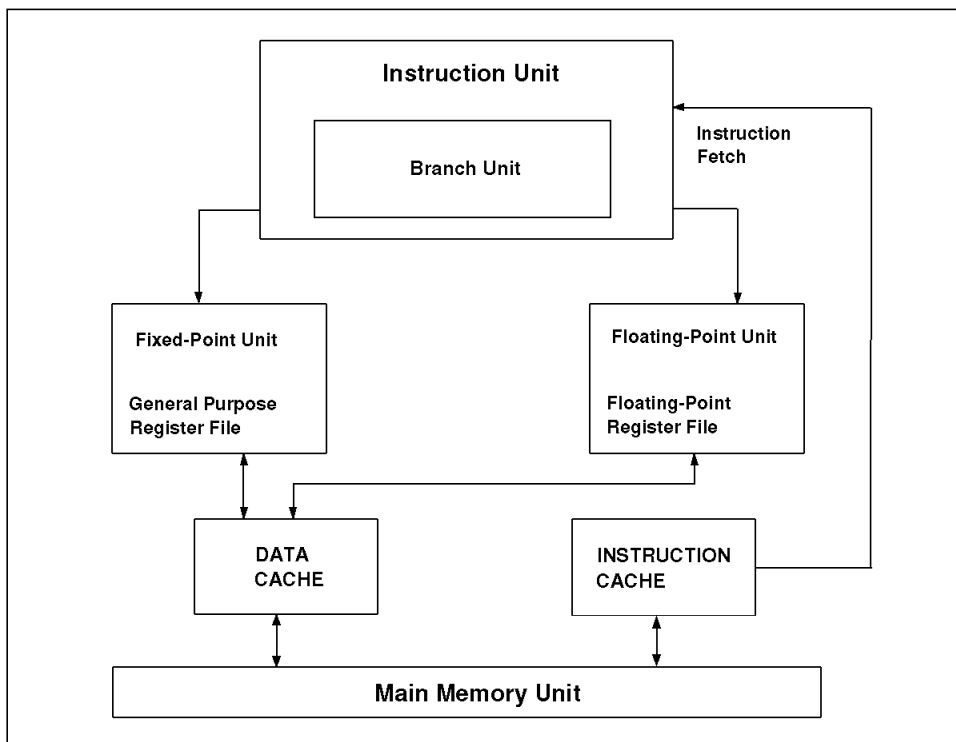 Instruction Unit
Branch Unit
Instruction
Fetch
Fixed-Point Unit
General Purpose
Register File
Floating-Point Unit
Floating-Point
Register File
DATA
CACHE
INSTRUCTION
CACHE
Main Memory Unit